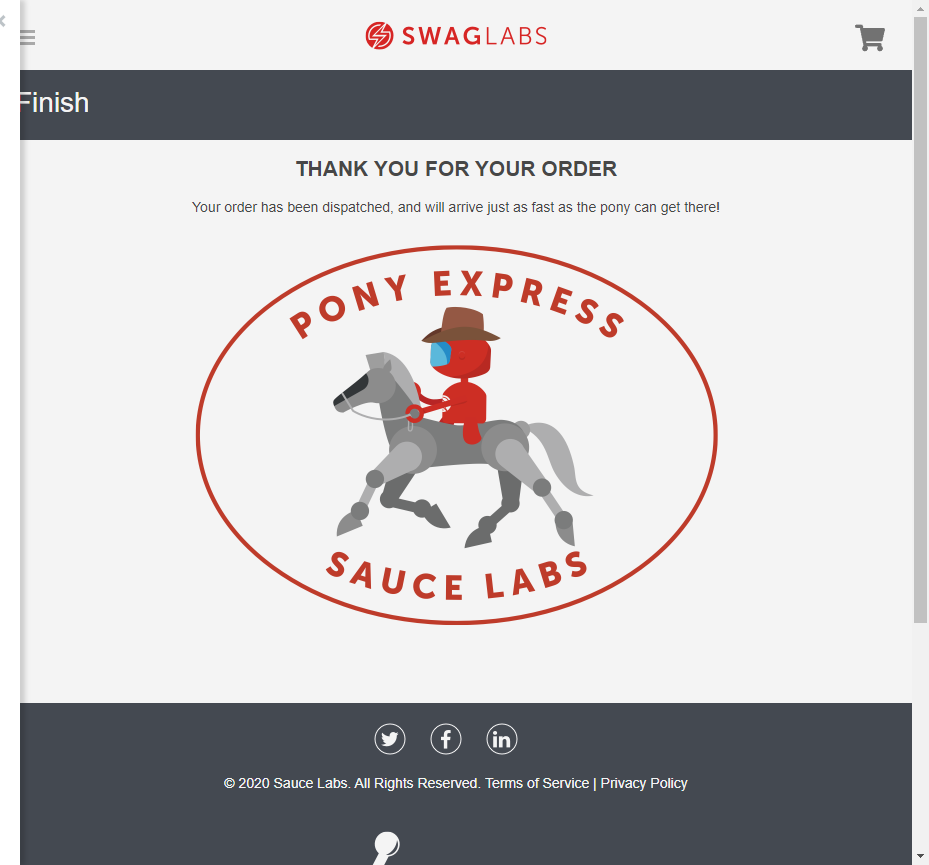 SWAGLABS
Finish
THANK YOU FOR YOUR ORDER
Your order has been dispatched, and will arrive just as fast as the pony can get there!
PONY EXPRESS
SAUCE LABS
in
© 2020 Sauce Labs. All Rights Reserved. Terms of Service | Privacy Policy